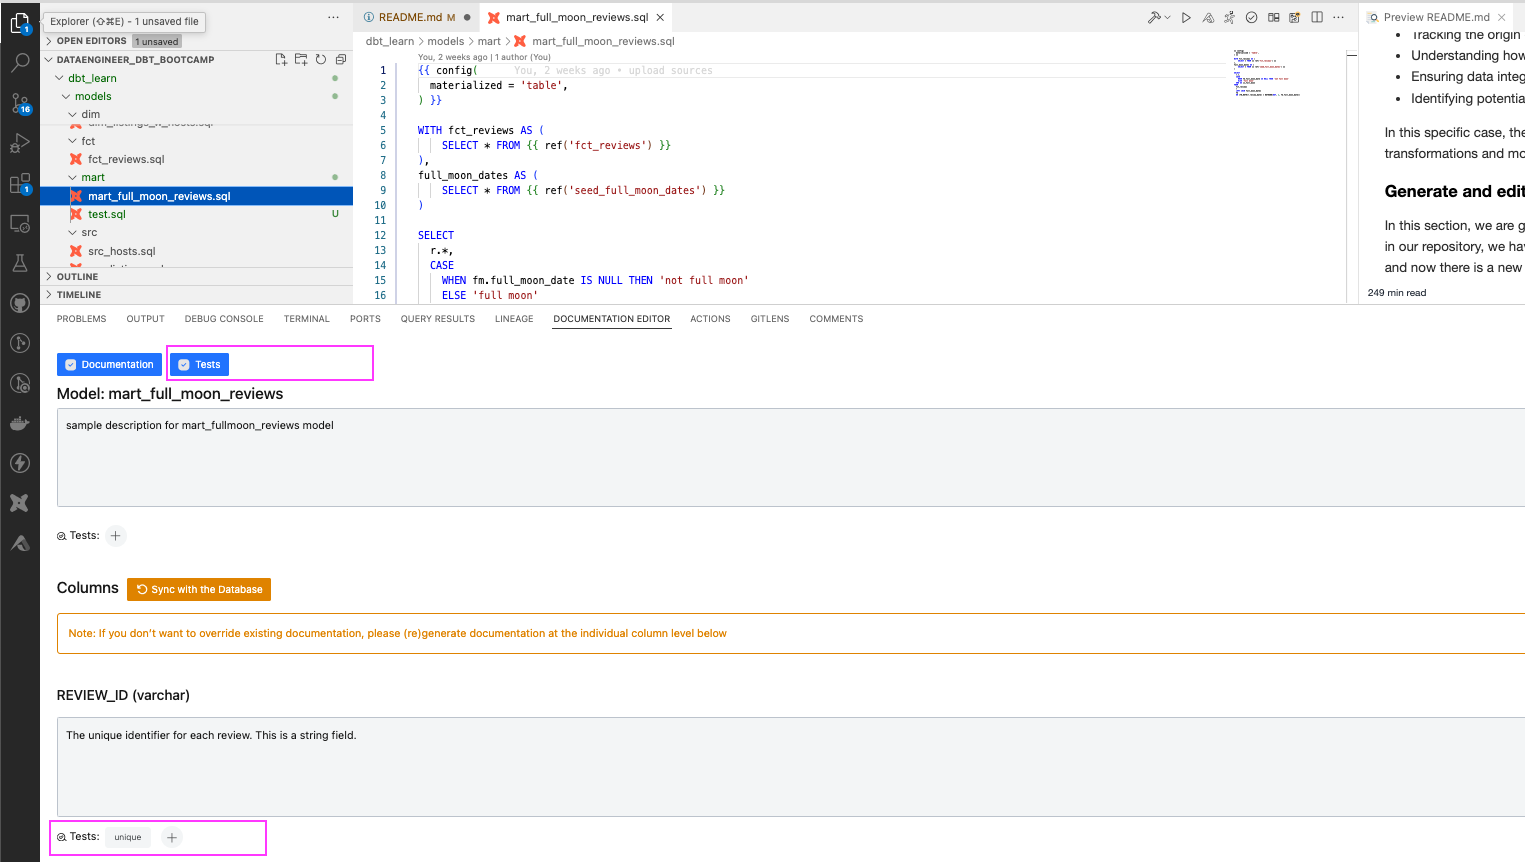 Explorer (⇧⌘E) - 1 unsaved file
README.md M
mart_full_moon_reviews.sql
Preview README.md
1
OPEN EDITORS 1 unsaved
DATAENGINEER_DBT_BOOTCAMP
dbt_learn
models
dim
dim_listings_w_hosts.sql
fct
fct_reviews.sql
mart
mart_full_moon_reviews.sql
test.sql U
src
src_hosts.sql
OUTLINE
TIMELINE
16
1
dbt_learn > models > mart > mart_full_moon_reviews.sql
You, 2 weeks ago | 1 author (You)
1 {{ config( You, 2 weeks ago • upload sources
2 materialized = 'table',
3 ) }}
4
5 WITH fct_reviews AS (
6 SELECT * FROM {{ ref('fct_reviews') }}
7 ),
8 full_moon_dates AS (
9 SELECT * FROM {{ ref('seed_full_moon_dates') }}
10 )
11
12 SELECT
13 r.*,
14 CASE
15 WHEN fm.full_moon_date IS NULL THEN 'not full moon'
16 ELSE 'full moon'
• Tracking the origin
• Understanding how
• Ensuring data integ
• Identifying potentia
In this specific case, the
transformations and mo
Generate and edit
In this section, we are g
in our repository, we hav
and now there is a new
249 min read
PROBLEMS OUTPUT DEBUG CONSOLE TERMINAL PORTS QUERY RESULTS LINEAGE DOCUMENTATION EDITOR ACTIONS GITLENS COMMENTS
Documentation Tests
Model: mart_full_moon_reviews
sample description for mart_fullmoon_reviews model
Tests: +
Columns Sync with the Database
Note: If you don't want to override existing documentation, please (re)generate documentation at the individual column level below
REVIEW_ID (varchar)
The unique identifier for each review. This is a string field.
Tests: unique +